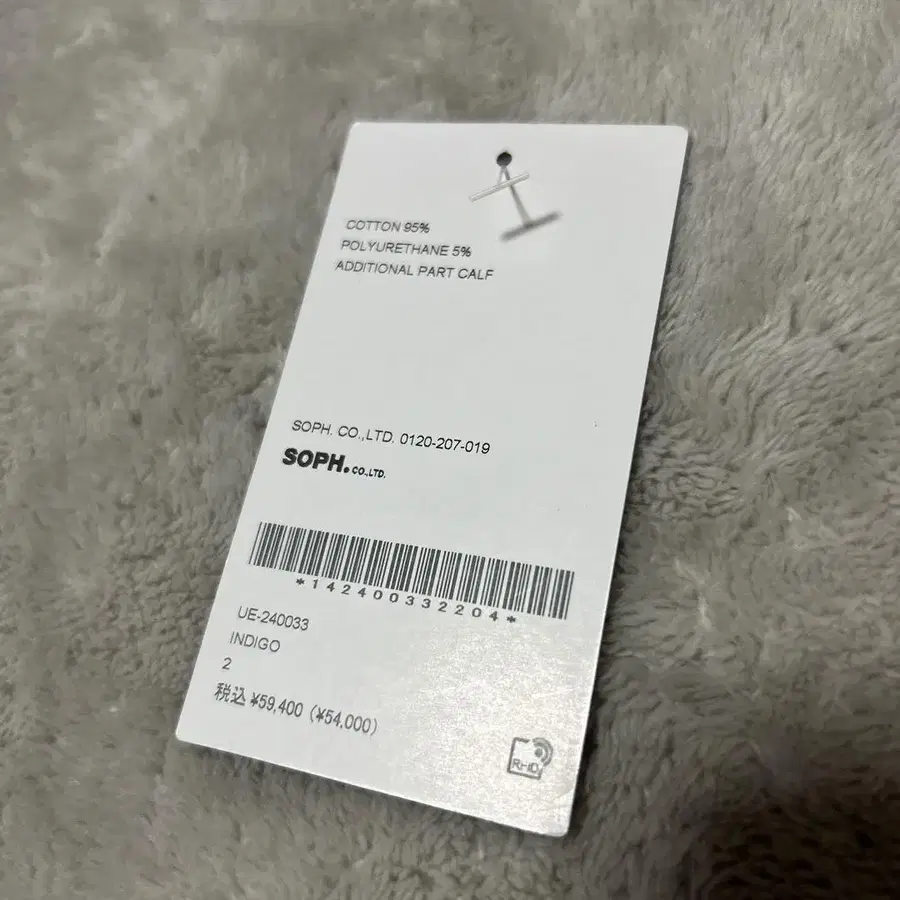 COTTON 95%
POLYURETHANE 5%
ADDITIONAL PART CALF
SOPH. CO.,LTD. 0120-207-019
SOPH. CO.,LTD.
*142400332204*
UE-240033
INDIGO
2
税込 ¥59,400 (¥54,000)
RFID